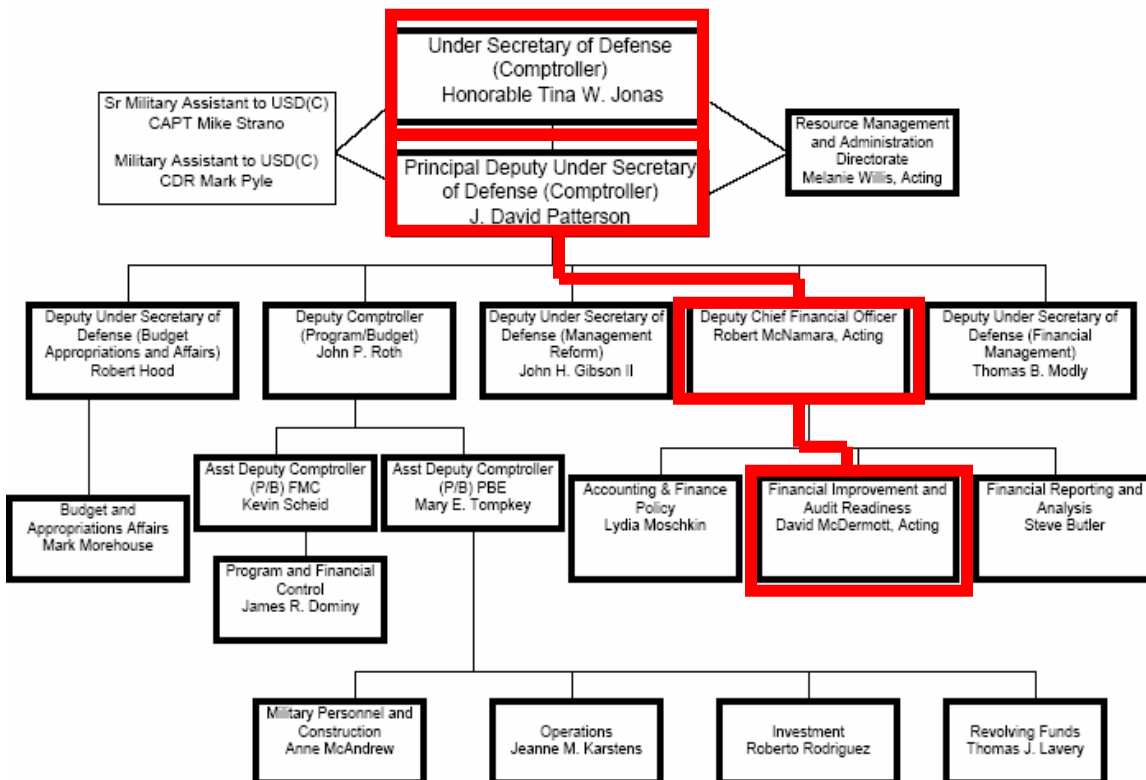 Under Secretary of Defense
(Comptroller)
Honorable Tina W. Jonas
Sr Military Assistant to USD(C)
CAPT Mike Strano
Military Assistant to USD(C)
CDR Mark Pyle
Resource Management
and Administration
Directorate
Melanie Willis, Acting
Principal Deputy Under Secretary
of Defense (Comptroller)
J. David Patterson
Deputy Under Secretary of
Defense (Budget
Appropriations and Affairs)
Robert Hood
Deputy Comptroller
(Program/Budget)
John P. Roth
Deputy Under Secretary of
Defense (Management
Reform)
John H. Gibson II
Deputy Chief Financial Officer
Robert McNamara, Acting
Deputy Under Secretary of
Defense (Financial
Management)
Thomas B. Modly
Budget and
Appropriations Affairs
Mark Morehouse
Asst Deputy Comptroller
(P/B) FMC
Kevin Scheid
Asst Deputy Comptroller
(P/B) PBE
Mary E. Tompkey
Accounting & Finance
Policy
Lydia Moschkin
Financial Improvement and
Audit Readiness
David McDermott, Acting
Financial Reporting and
Analysis
Steve Butler
Program and Financial
Control
James R. Dominy
Military Personnel and
Construction
Anne McAndrew
Operations
Jeanne M. Karstens
Investment
Roberto Rodriguez
Revolving Funds
Thomas J. Lavery